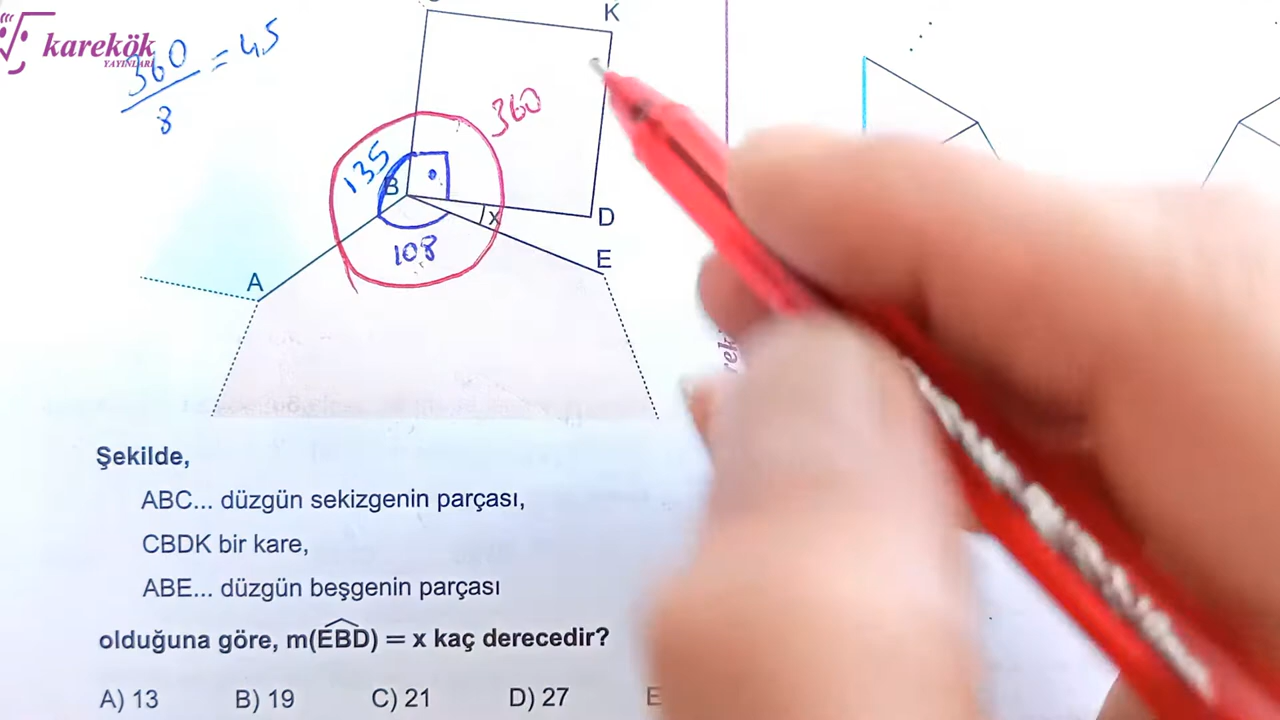 karekök
YAYINLARI
360
8
= 45
K
360
135
B
D
x
108
E
A
Şekilde,
ABC... düzgün sekizgenin parçası,
CBDK bir kare,
ABE... düzgün beşgenin parçası
olduğuna göre, m(EBD) = x kaç derecedir?
A) 13 B) 19 C) 21 D) 27 E